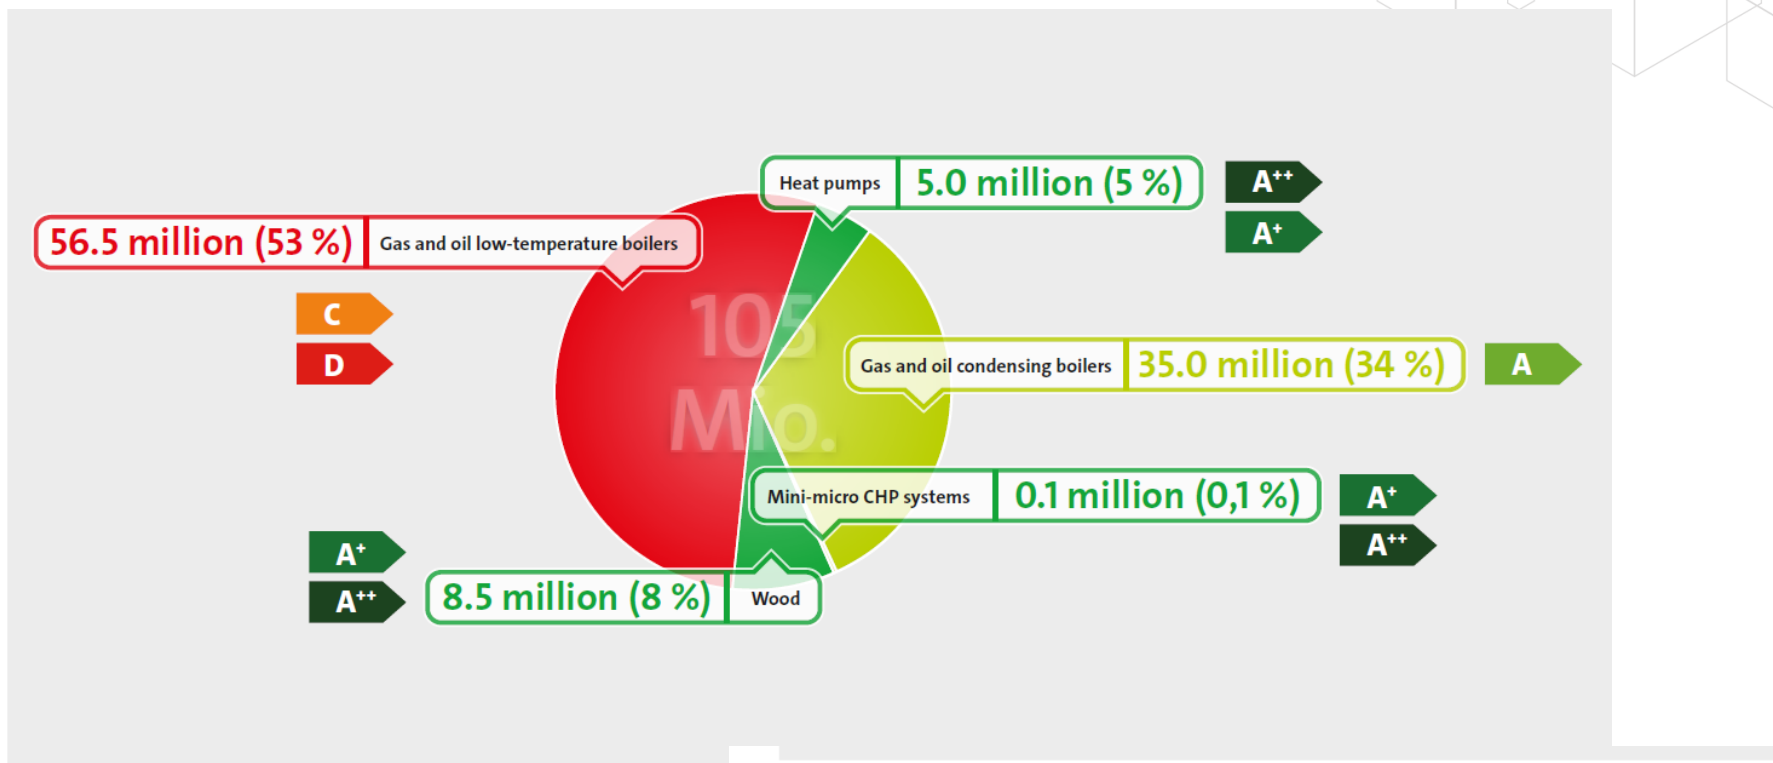 Heat pumps 5.0 million (5 %)
A++
A+
56.5 million (53 %) Gas and oil low-temperature boilers
C
D
105
Mio.
Gas and oil condensing boilers 35.0 million (34 %)
A
Mini-micro CHP systems 0.1 million (0,1 %)
A+
A++
A+
A++
8.5 million (8 %) Wood